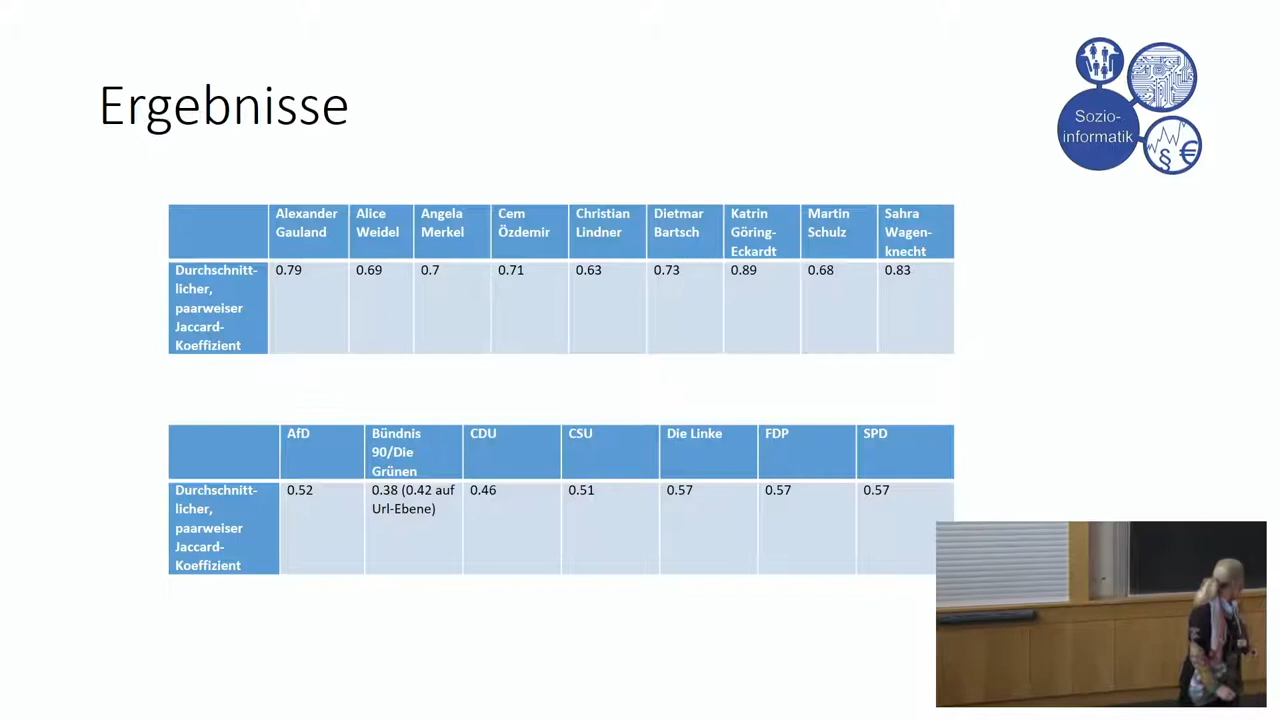 Ergebnisse
Sozio-
informatik
§ €
Alexander Gauland
Alice Weidel
Angela Merkel
Cem Özdemir
Christian Lindner
Dietmar Bartsch
Katrin Göring-Eckardt
Martin Schulz
Sahra Wagen-knecht
Durchschnitt-
licher,
paarweiser
Jaccard-
Koeffizient
0.79 0.69 0.7 0.71 0.63 0.73 0.89 0.68 0.83
AfD
Bündnis
90/Die
Grünen
CDU
CSU
Die Linke
FDP
SPD
Durchschnitt-
licher,
paarweiser
Jaccard-
Koeffizient
0.52
0.38 (0.42 auf
Url-Ebene)
0.46
0.51
0.57
0.57
0.57